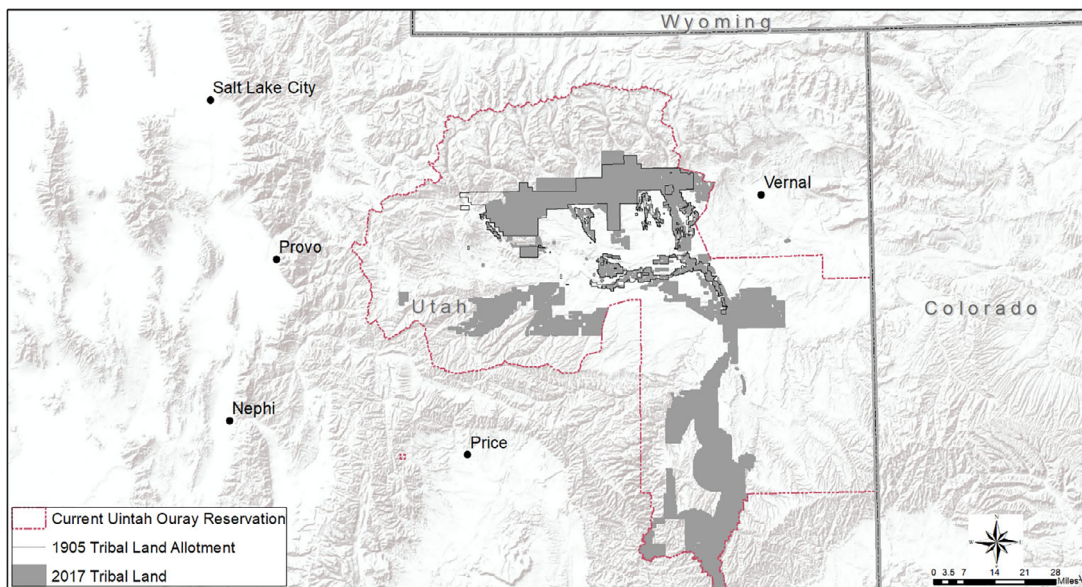 Wyoming
Salt Lake City
Vernal
Provo
Utah
Colorado
Nephi
Price
Current Uintah Ouray Reservation
1905 Tribal Land Allotment
2017 Tribal Land
N
W
E
S
0 3.5 7 14 21 28
Miles